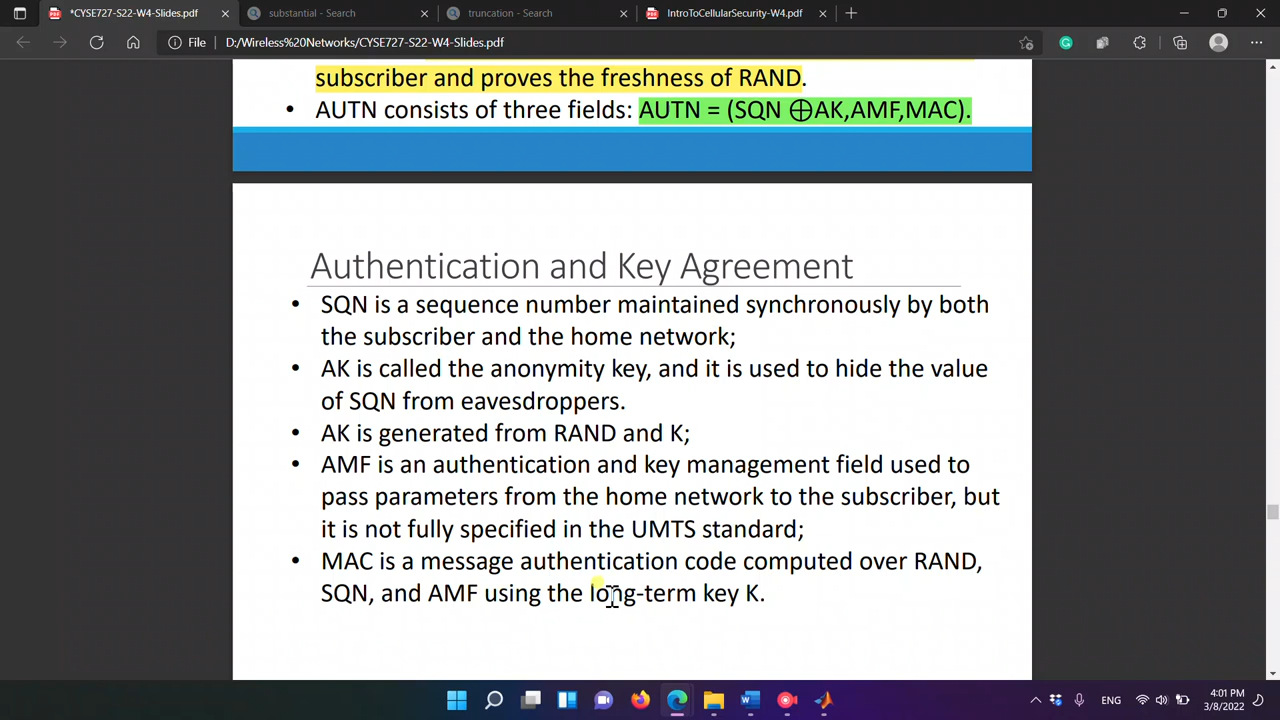 *CYSE727-S22-W4-Slides.pdf
substantial - Search
truncation - Search
IntroToCellularSecurity-W4.pdf
File
D:/Wireless%20Networks/CYSE727-S22-W4-Slides.pdf
subscriber and proves the freshness of RAND.
• AUTN consists of three fields: AUTN = (SQN ⊕AK,AMF,MAC).
Authentication and Key Agreement
• SQN is a sequence number maintained synchronously by both
the subscriber and the home network;
• AK is called the anonymity key, and it is used to hide the value
of SQN from eavesdroppers.
• AK is generated from RAND and K;
• AMF is an authentication and key management field used to
pass parameters from the home network to the subscriber, but
it is not fully specified in the UMTS standard;
• MAC is a message authentication code computed over RAND,
SQN, and AMF using the long-term key K.
ENG
4:01 PM
3/8/2022